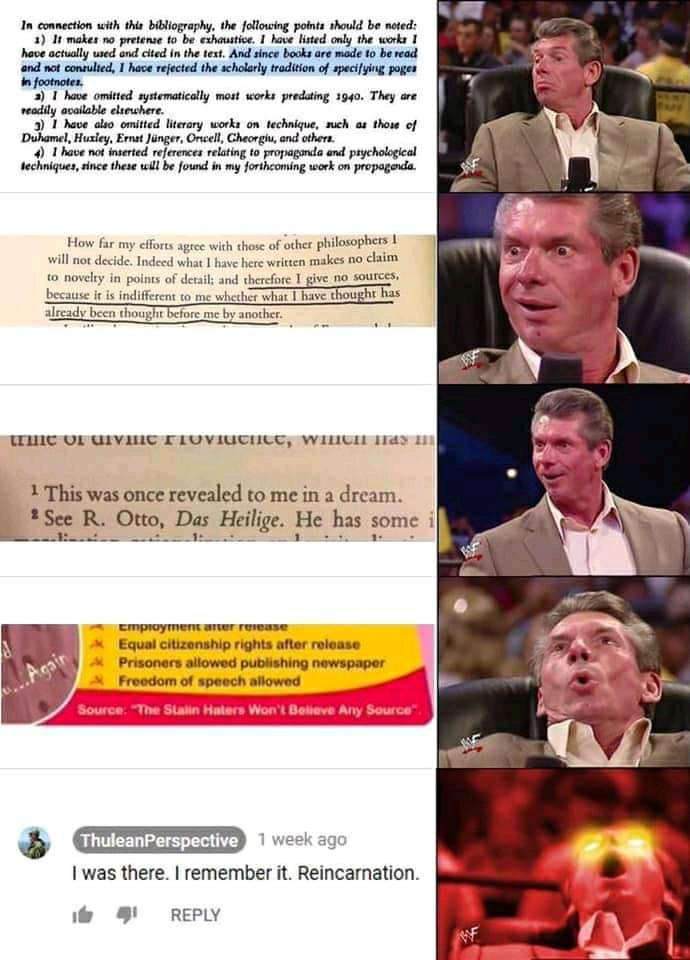 In connection with this bibliography, the following points should be noted:
1) It makes no pretense to be exhaustive. I have listed only the works I
have actually used and cited in the text. And since books are made to be read
and not consulted, I have rejected the scholarly tradition of specifying pages
in footnotes.
2) I have omitted systematically most works predating 1940. They are
readily available elsewhere.
3) I have also omitted literary works on technique, such as those of
Duhamel, Huxley, Ernst Jünger, Orwell, Gheorgiu, and others.
4) I have not inserted references relating to propaganda and psychological
techniques, since these will be found in my forthcoming work on propaganda.
How far my efforts agree with those of other philosophers I
will not decide. Indeed what I have here written makes no claim
to novelty in points of detail; and therefore I give no sources,
because it is indifferent to me whether what I have thought has
already been thought before me by another.
of divine Providence, which has
¹ This was once revealed to me in a dream.
² See R. Otto, Das Heilige. He has some
Employment after release
Equal citizenship rights after release
Prisoners allowed publishing newspaper
Freedom of speech allowed
...Again
Source: "The Stalin Haters Won't Believe Any Source".
ThuleanPerspective 1 week ago
I was there. I remember it. Reincarnation.
REPLY